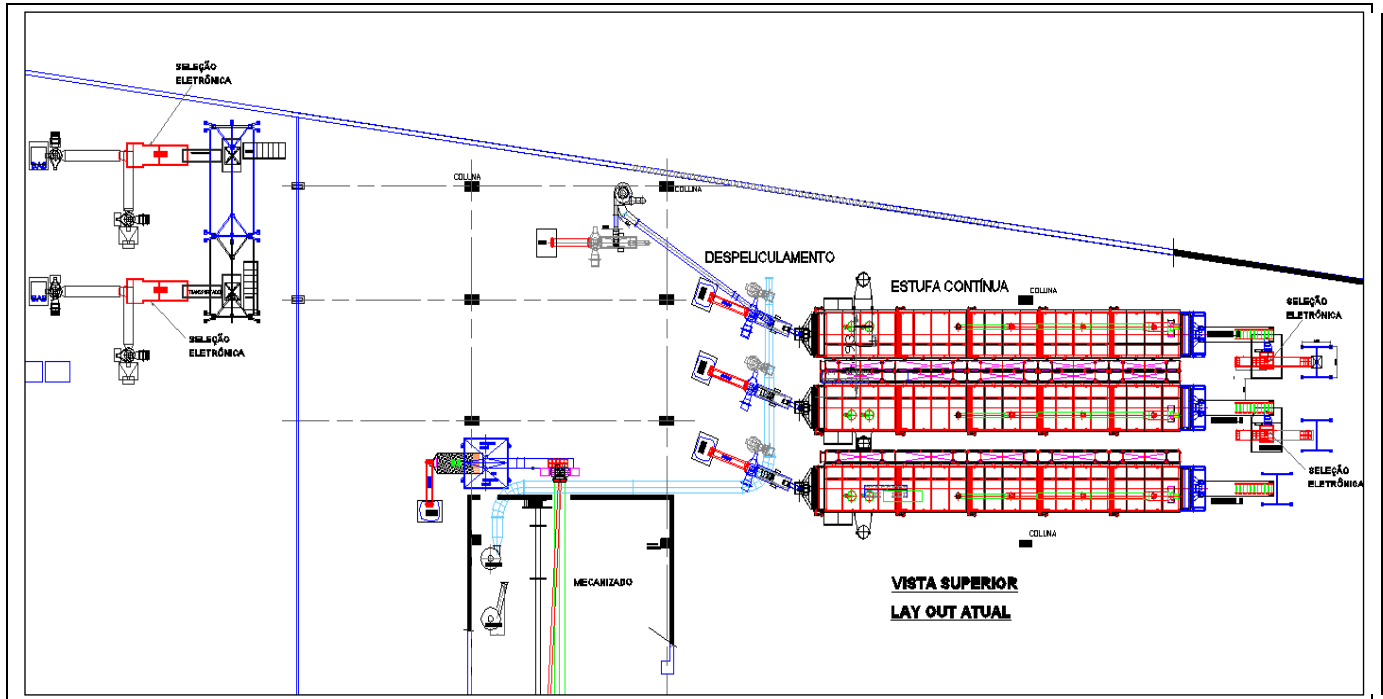 SELEÇÃO
ELETRÔNICA
COLUNA
COLUNA
DESPELICULAMENTO
ESTUFA CONTÍNUA
COLUNA
SELEÇÃO
ELETRÔNICA
SELEÇÃO
ELETRÔNICA
SELEÇÃO
ELETRÔNICA
COLUNA
MECANIZADO
VISTA SUPERIOR
LAY OUT ATUAL